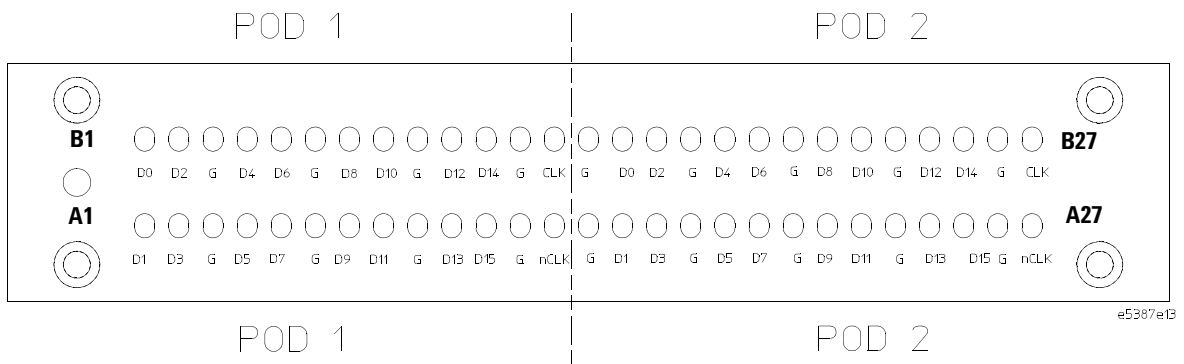 POD 1 POD 2
B1 B27
D0 D2 G D4 D6 G D8 D10 G D12 D14 G CLK G D0 D2 G D4 D6 G D8 D10 G D12 D14 G CLK
A1 A27
D1 D3 G D5 D7 G D9 D11 G D13 D15 G nCLK G D1 D3 G D5 D7 G D9 D11 G D13 D15 G nCLK
e5387e13
POD 1 POD 2